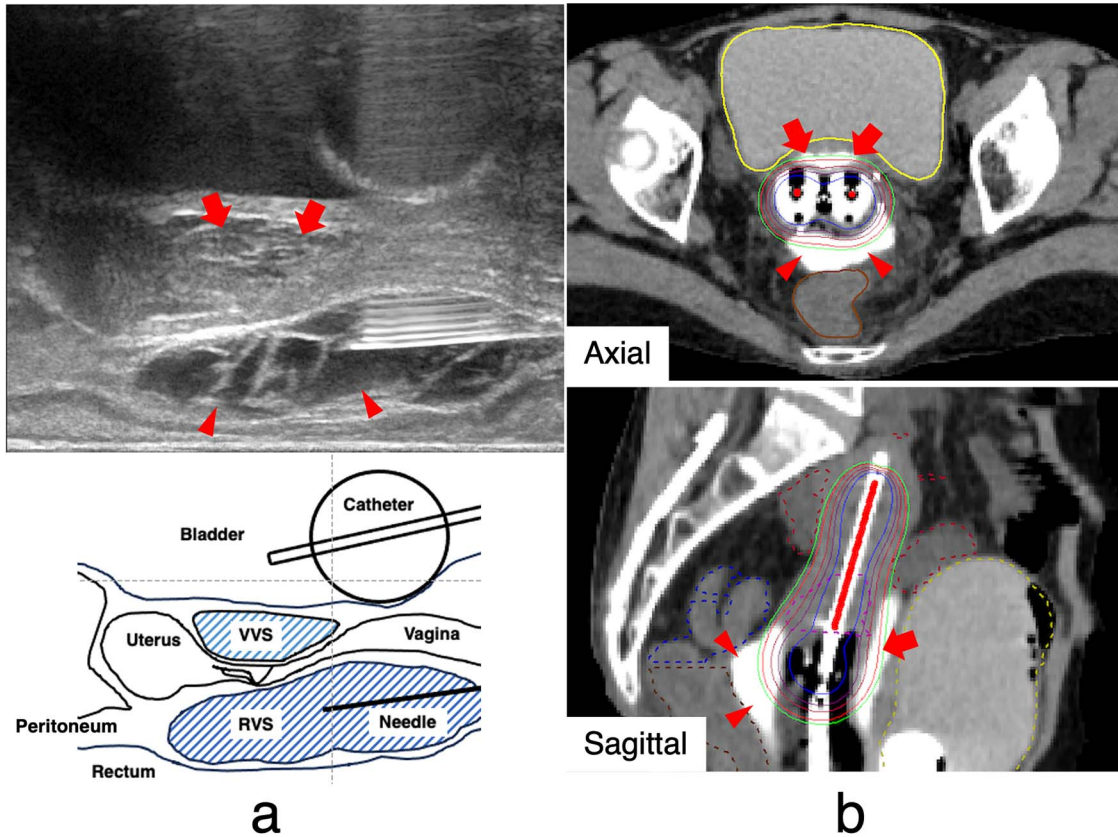 Axial
Sagittal
Catheter
Bladder
Uterus
VVS
Vagina
Peritoneum
RVS
Needle
Rectum
a
b